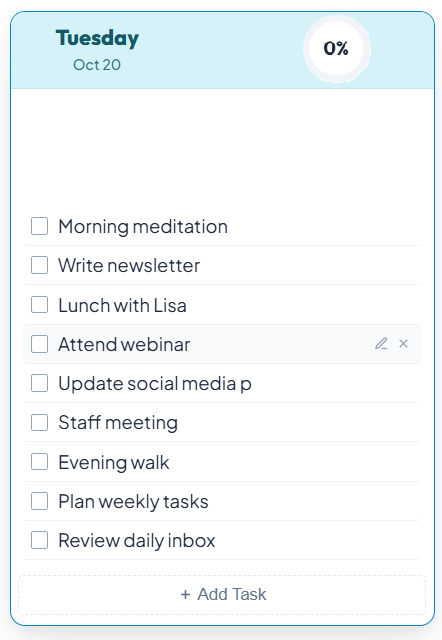 Tuesday
Oct 20
0%
Morning meditation
Write newsletter
Lunch with Lisa
Attend webinar
Update social media p
Staff meeting
Evening walk
Plan weekly tasks
Review daily inbox
+ Add Task